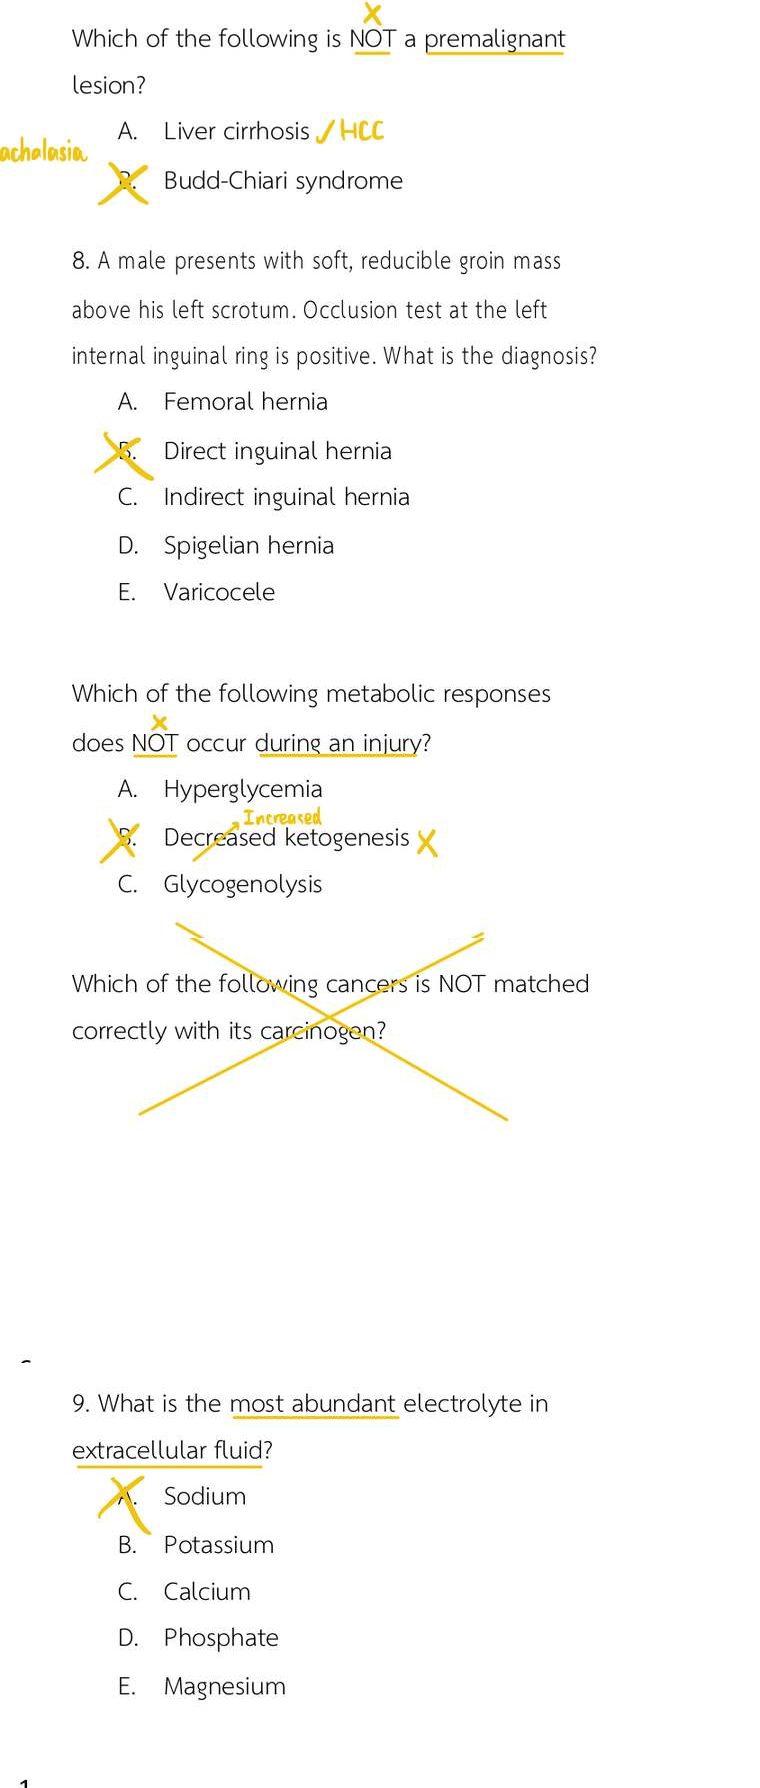 Which of the following is NOT a premalignant
lesion?
A. Liver cirrhosis ✓ HCC
achalasia
B. Budd-Chiari syndrome
8. A male presents with soft, reducible groin mass
above his left scrotum. Occlusion test at the left
internal inguinal ring is positive. What is the diagnosis?
A. Femoral hernia
B. Direct inguinal hernia
C. Indirect inguinal hernia
D. Spigelian hernia
E. Varicocele
Which of the following metabolic responses
does NOT occur during an injury?
A. Hyperglycemia
Increased
B. Decreased ketogenesis X
C. Glycogenolysis
Which of the following cancers is NOT matched
correctly with its carcinogen?
9. What is the most abundant electrolyte in
extracellular fluid?
A. Sodium
B. Potassium
C. Calcium
D. Phosphate
E. Magnesium